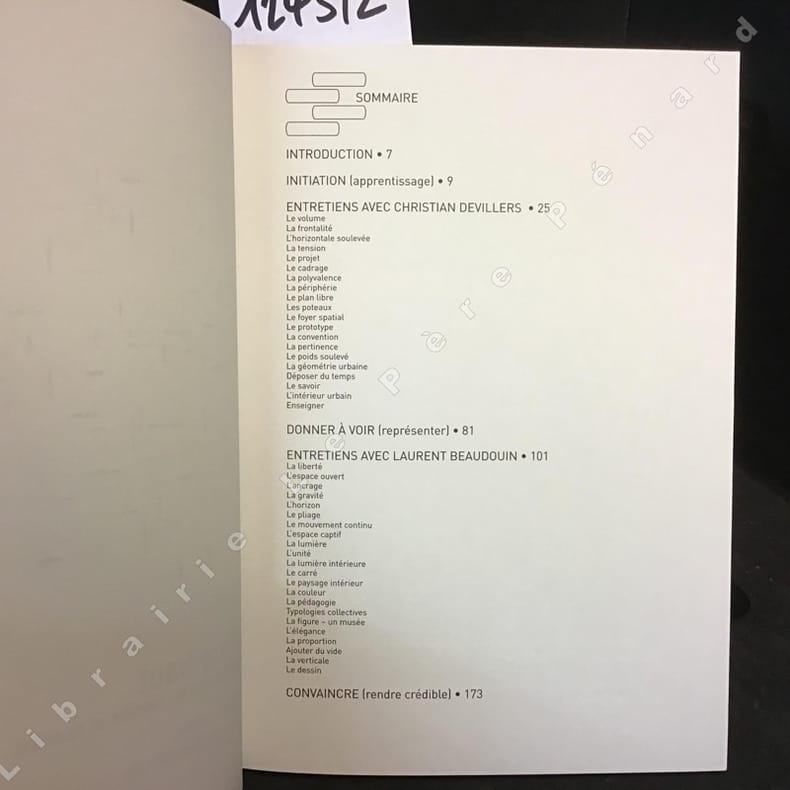 124512
SOMMAIRE
INTRODUCTION • 7
INITIATION (apprentissage) • 9
ENTRETIENS AVEC CHRISTIAN DEVILLERS • 25
Le volume
La frontalité
L'horizontale soulevée
La tension
Le projet
Le cadrage
La polyvalence
La périphérie
Le plan libre
Les poteaux
Le foyer spatial
Le prototype
La convention
La pertinence
Le poids soulevé
La géométrie urbaine
Déposer du temps
Le savoir
L'intérieur urbain
Enseigner
DONNER À VOIR (représenter) • 81
ENTRETIENS AVEC LAURENT BEAUDOUIN • 101
La liberté
L'espace ouvert
L'ancrage
La gravité
L'horizon
Le pliage
Le mouvement continu
L'espace captif
La lumière
L'unité
La lumière intérieure
Le carré
Le paysage intérieur
La couleur
La pédagogie
Typologies collectives
La figure – un musée
L'élégance
La proportion
Ajouter du vide
La verticale
Le dessin
CONVAINCRE (rendre crédible) • 173
Librairie le Père Pénard